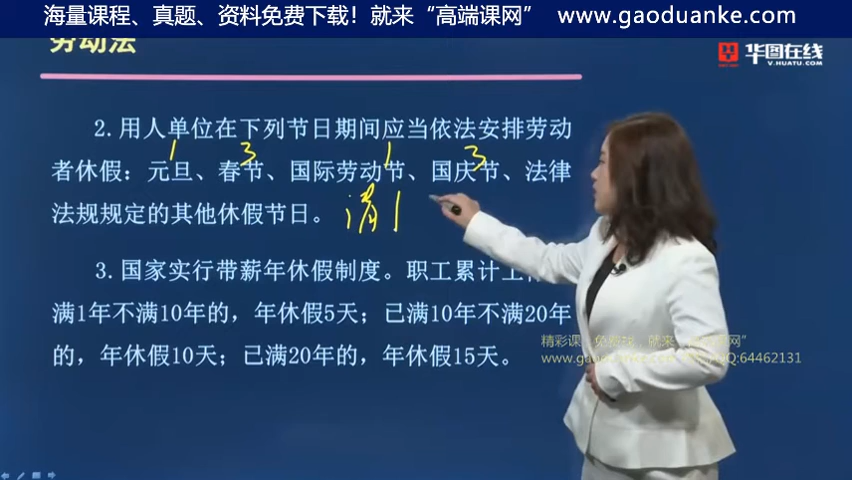 海量课程、真题、资料免费下载！就来“高端课网” www.gaoduanke.com
劳动法
华图在线
V.HUATU.COM
2.用人单位在下列节日期间应当依法安排劳动
1 3 1 3
者休假：元旦、春节、国际劳动节、国庆节、法律
法规规定的其他休假节日。 清1
3.国家实行带薪年休假制度。职工累计工
满1年不满10年的，年休假5天；已满10年不满20年
的，年休假10天；已满20年的，年休假15天。
精彩课 免费找，就来 课网”
www.gao QQ:64462131